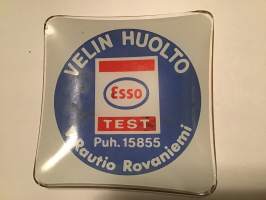 VELIN HUOLTO
Esso
TEST
Puh. 15855
Rautio Rovaniemi